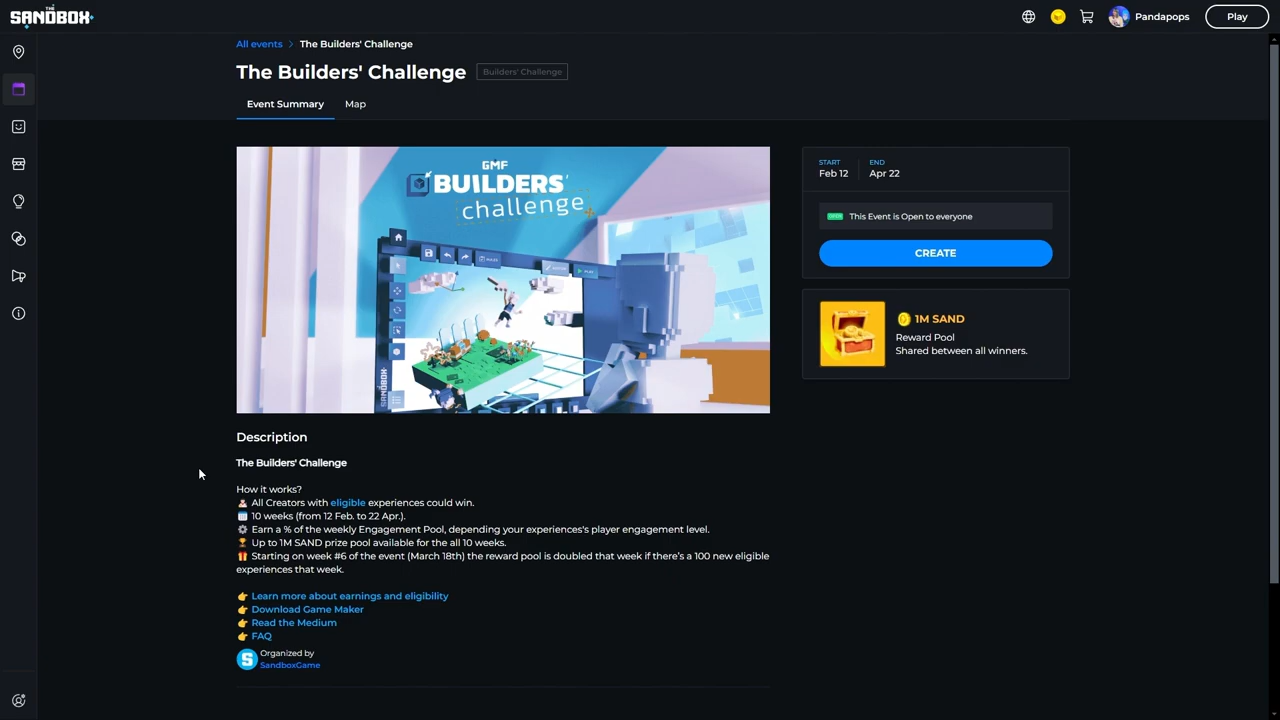 THE SANDBOX
Pandapops
Play
All events > The Builders' Challenge
The Builders' Challenge
Builders' Challenge
Event Summary
Map
GMF
BUILDERS'
challenge
PLAY
SANDBOX
START
Feb 12
END
Apr 22
OPEN
This Event is Open to everyone
CREATE
1M SAND
Reward Pool
Shared between all winners.
Description
The Builders' Challenge
How it works?
All Creators with eligible experiences could win.
10 weeks (from 12 Feb. to 22 Apr.).
Earn a % of the weekly Engagement Pool, depending your experiences's player engagement level.
Up to 1M SAND prize pool available for the all 10 weeks.
Starting on week #6 of the event (March 18th) the reward pool is doubled that week if there's a 100 new eligible
experiences that week.
Learn more about earnings and eligibility
Download Game Maker
Read the Medium
FAQ
S
Organized by
SandboxGame